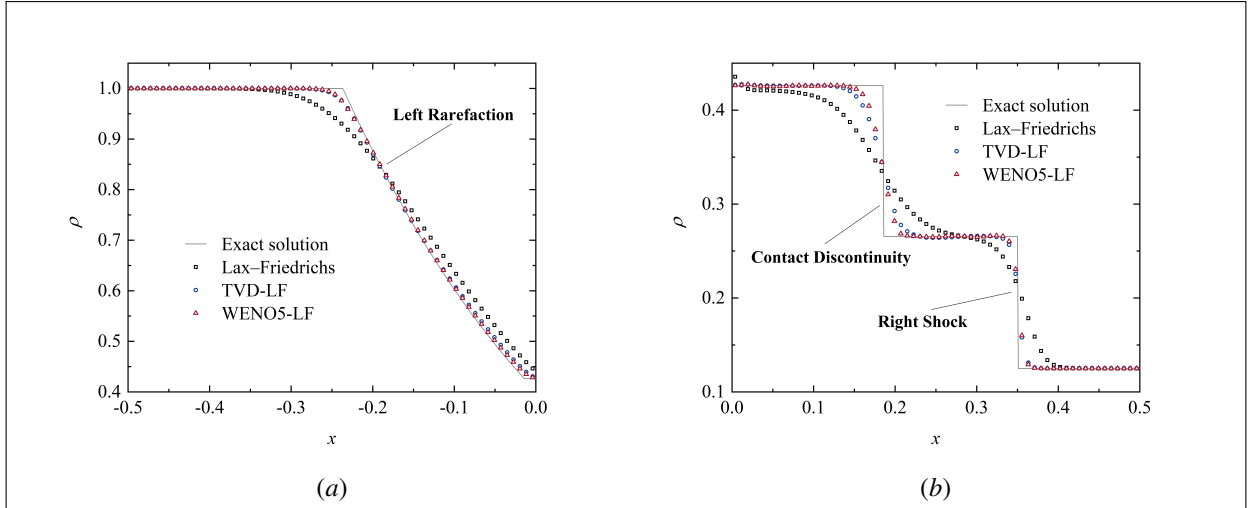 1.0
0.9
0.8
0.7
0.6
0.5
0.4
ρ
-0.5
-0.4
-0.3
-0.2
-0.1
0.0
x
Left Rarefaction
Exact solution
Lax–Friedrichs
TVD-LF
WENO5-LF
(a)
0.4
0.3
0.2
0.1
ρ
0.0
0.1
0.2
0.3
0.4
0.5
x
Exact solution
Lax–Friedrichs
TVD-LF
WENO5-LF
Contact Discontinuity
Right Shock
(b)